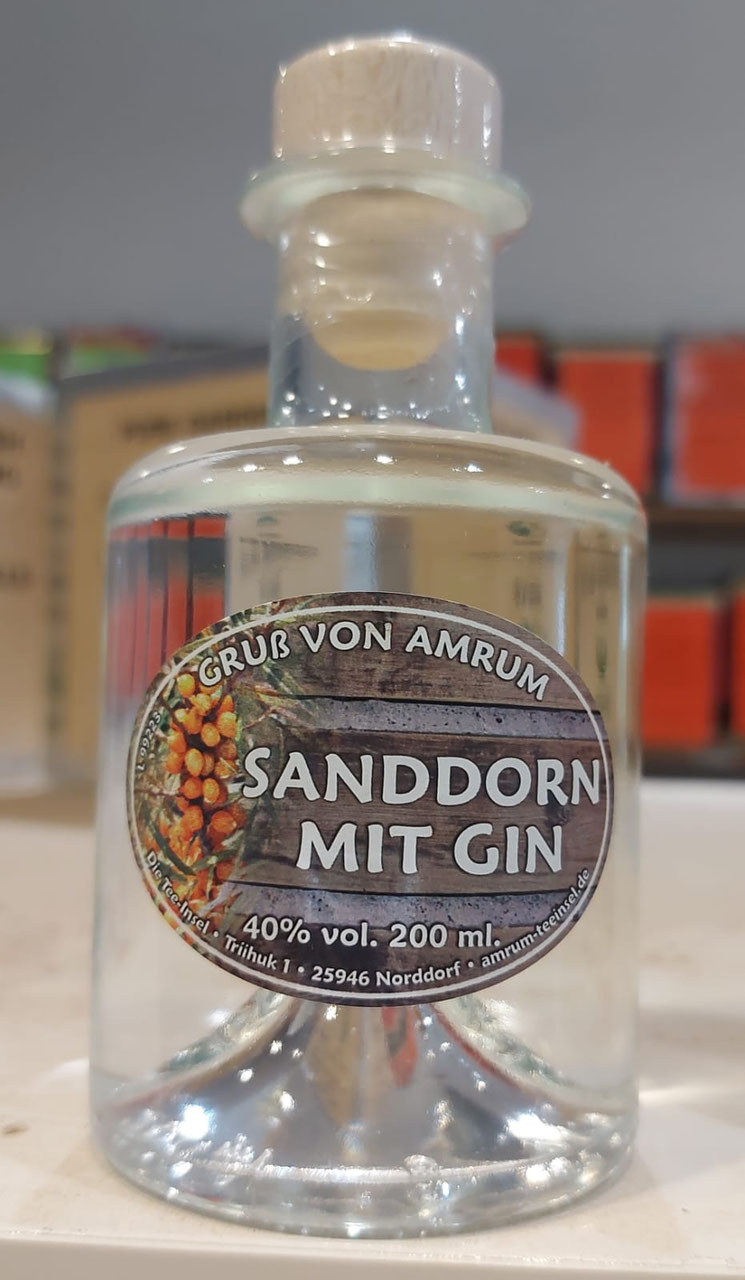 GRUß VON AMRUM
SANDDORN
MIT GIN
40% vol. 200 ml.
Die Tee-Insel • Triihuk 1 • 25946 Norddorf • amrum-teeinsel.de